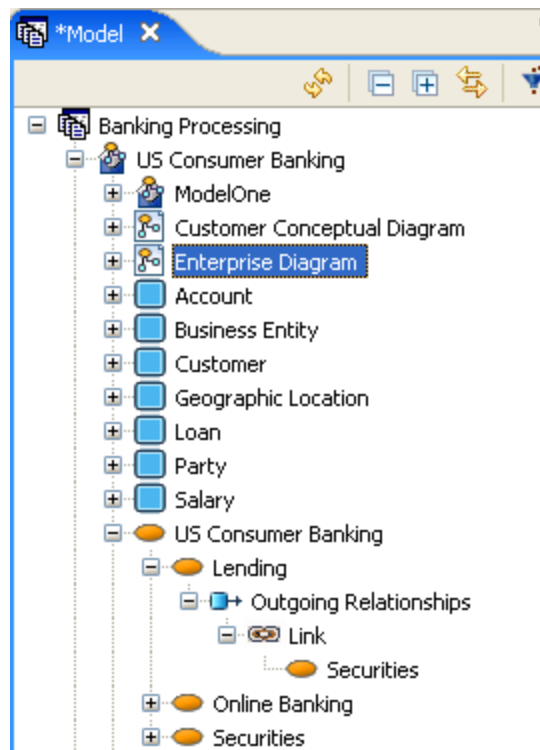 *Model
Banking Processing
US Consumer Banking
ModelOne
Customer Conceptual Diagram
Enterprise Diagram
Account
Business Entity
Customer
Geographic Location
Loan
Party
Salary
US Consumer Banking
Lending
Outgoing Relationships
Link
Securities
Online Banking
Securities